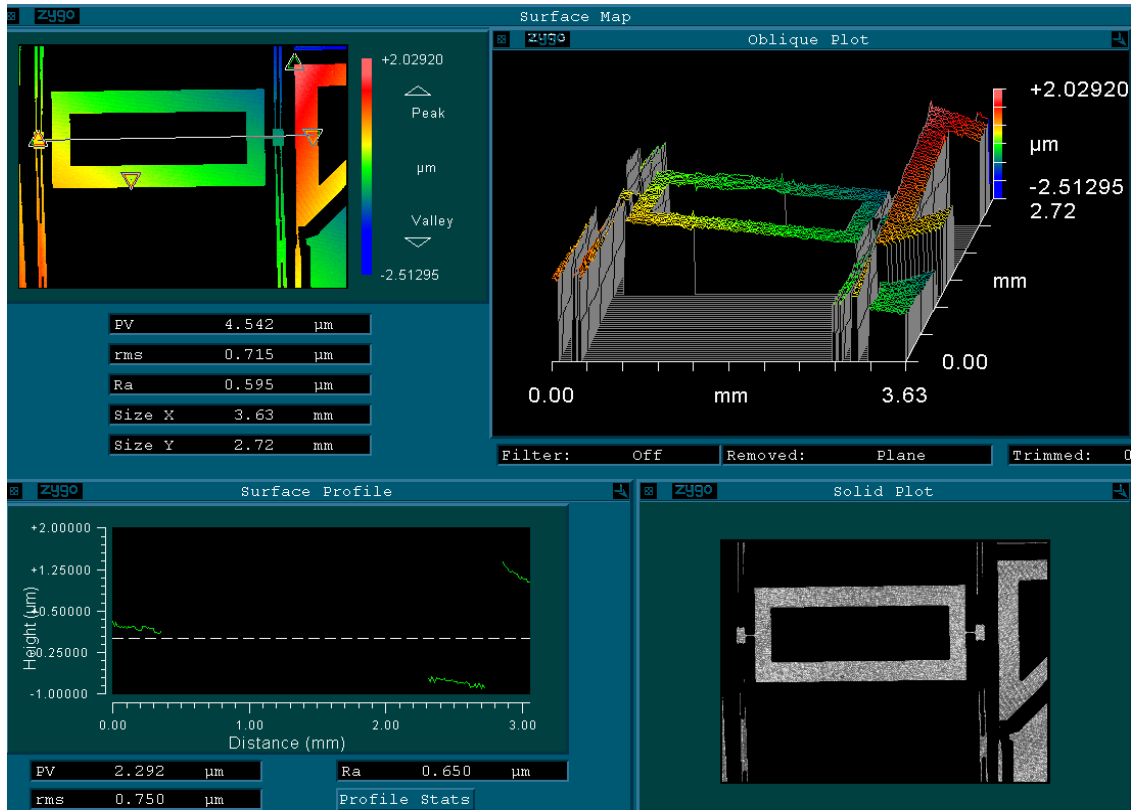 zygo Surface Map
+2.02920
Peak
µm
Valley
-2.51295
PV 4.542 µm
rms 0.715 µm
Ra 0.595 µm
Size X 3.63 mm
Size Y 2.72 mm
zygo Oblique Plot
+2.02920
µm
-2.51295
2.72
mm
0.00
0.00 mm 3.63
Filter: Off Removed: Plane Trimmed: 0
zygo Surface Profile
+2.00000
+1.25000
+0.50000
-0.25000
-1.00000
Height (µm)
0.00 1.00 2.00 3.00
Distance (mm)
PV 2.292 µm Ra 0.650 µm
rms 0.750 µm Profile Stats
zygo Solid Plot